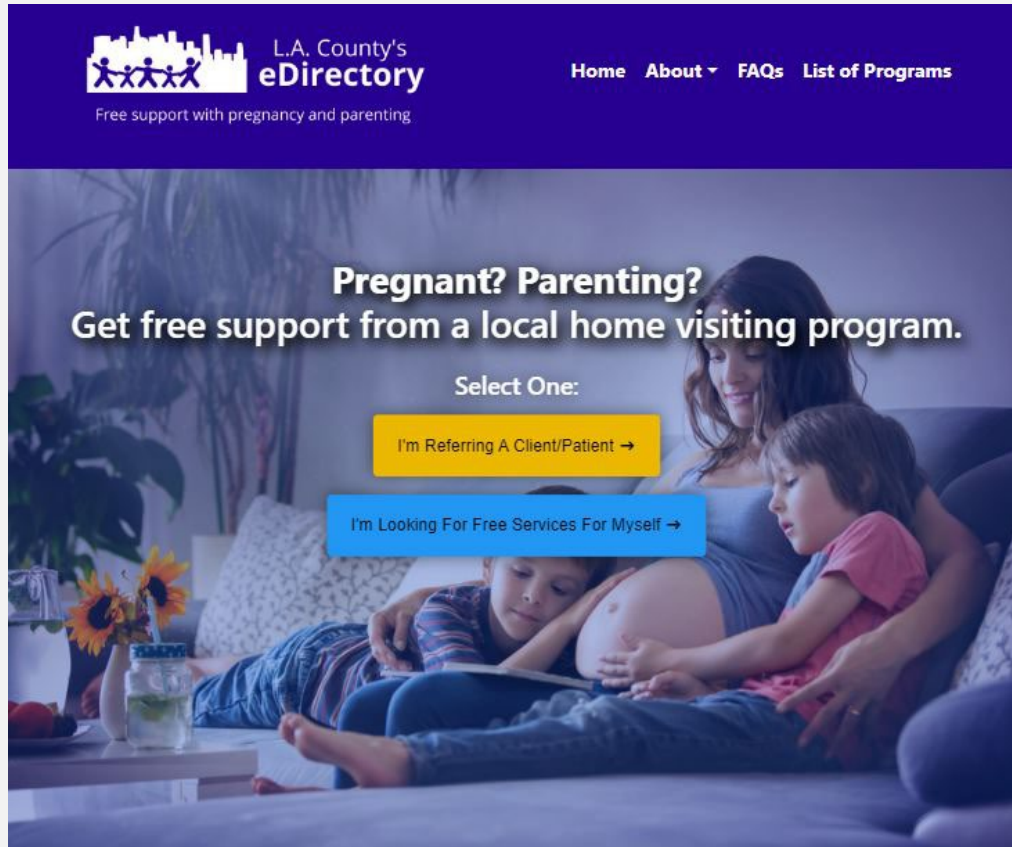 L.A. County's
eDirectory
Free support with pregnancy and parenting
Home About FAQs List of Programs
Pregnant? Parenting?
Get free support from a local home visiting program.
Select One:
I'm Referring A Client/Patient →
I'm Looking For Free Services For Myself →